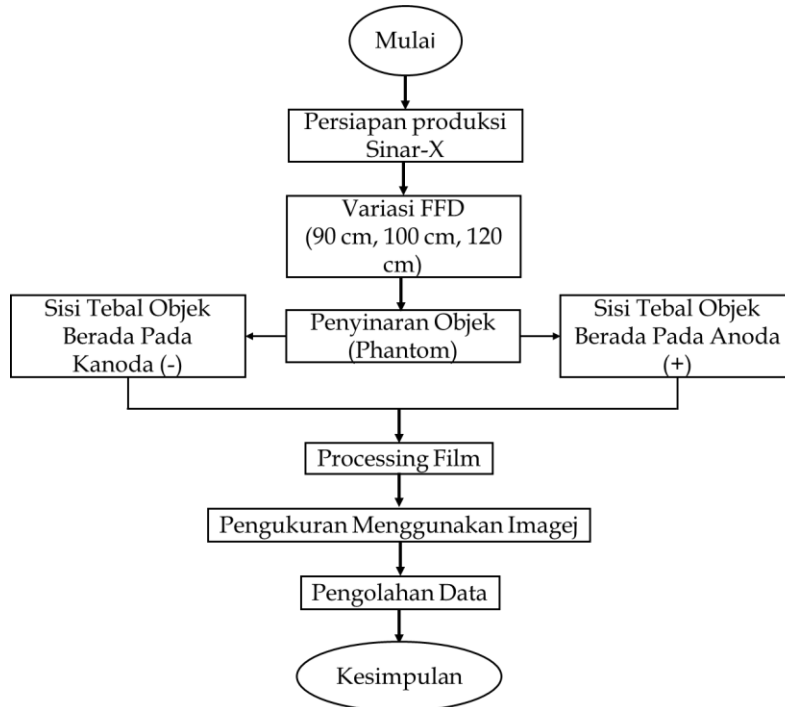 Mulai
Persiapan produksi
Sinar-X
Variasi FFD
(90 cm, 100 cm, 120
cm)
Sisi Tebal Objek
Berada Pada
Kanoda (-)
Penyinaran Objek
(Phantom)
Sisi Tebal Objek
Berada Pada Anoda
(+)
Processing Film
Pengukuran Menggunakan Imagej
Pengolahan Data
Kesimpulan